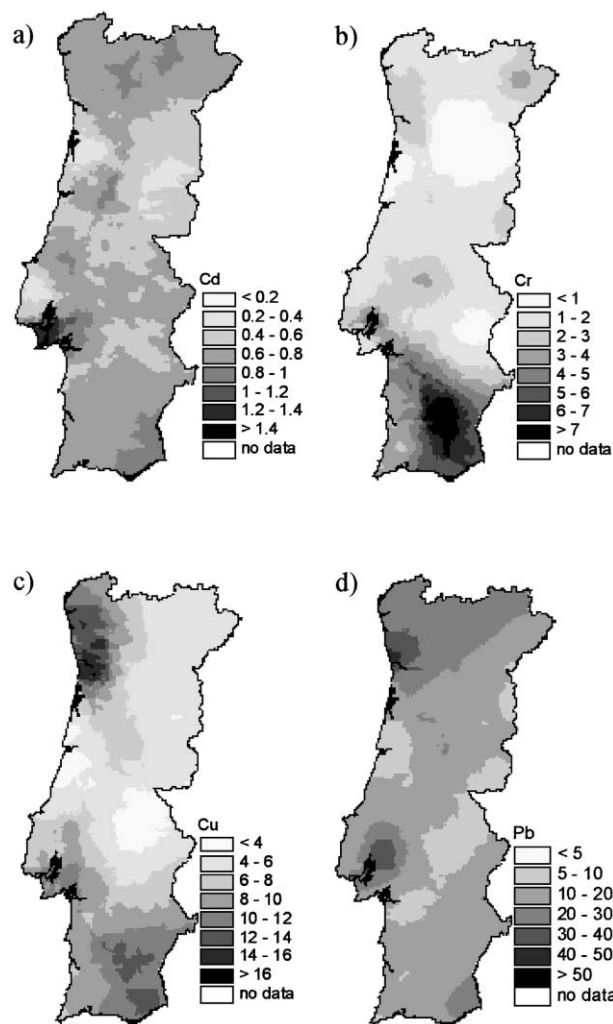 a)
Cd
< 0.2
0.2 - 0.4
0.4 - 0.6
0.6 - 0.8
0.8 - 1
1 - 1.2
1.2 - 1.4
> 1.4
no data
b)
Cr
< 1
1 - 2
2 - 3
3 - 4
4 - 5
5 - 6
6 - 7
> 7
no data
c)
Cu
< 4
4 - 6
6 - 8
8 - 10
10 - 12
12 - 14
14 - 16
> 16
no data
d)
Pb
< 5
5 - 10
10 - 20
20 - 30
30 - 40
40 - 50
> 50
no data